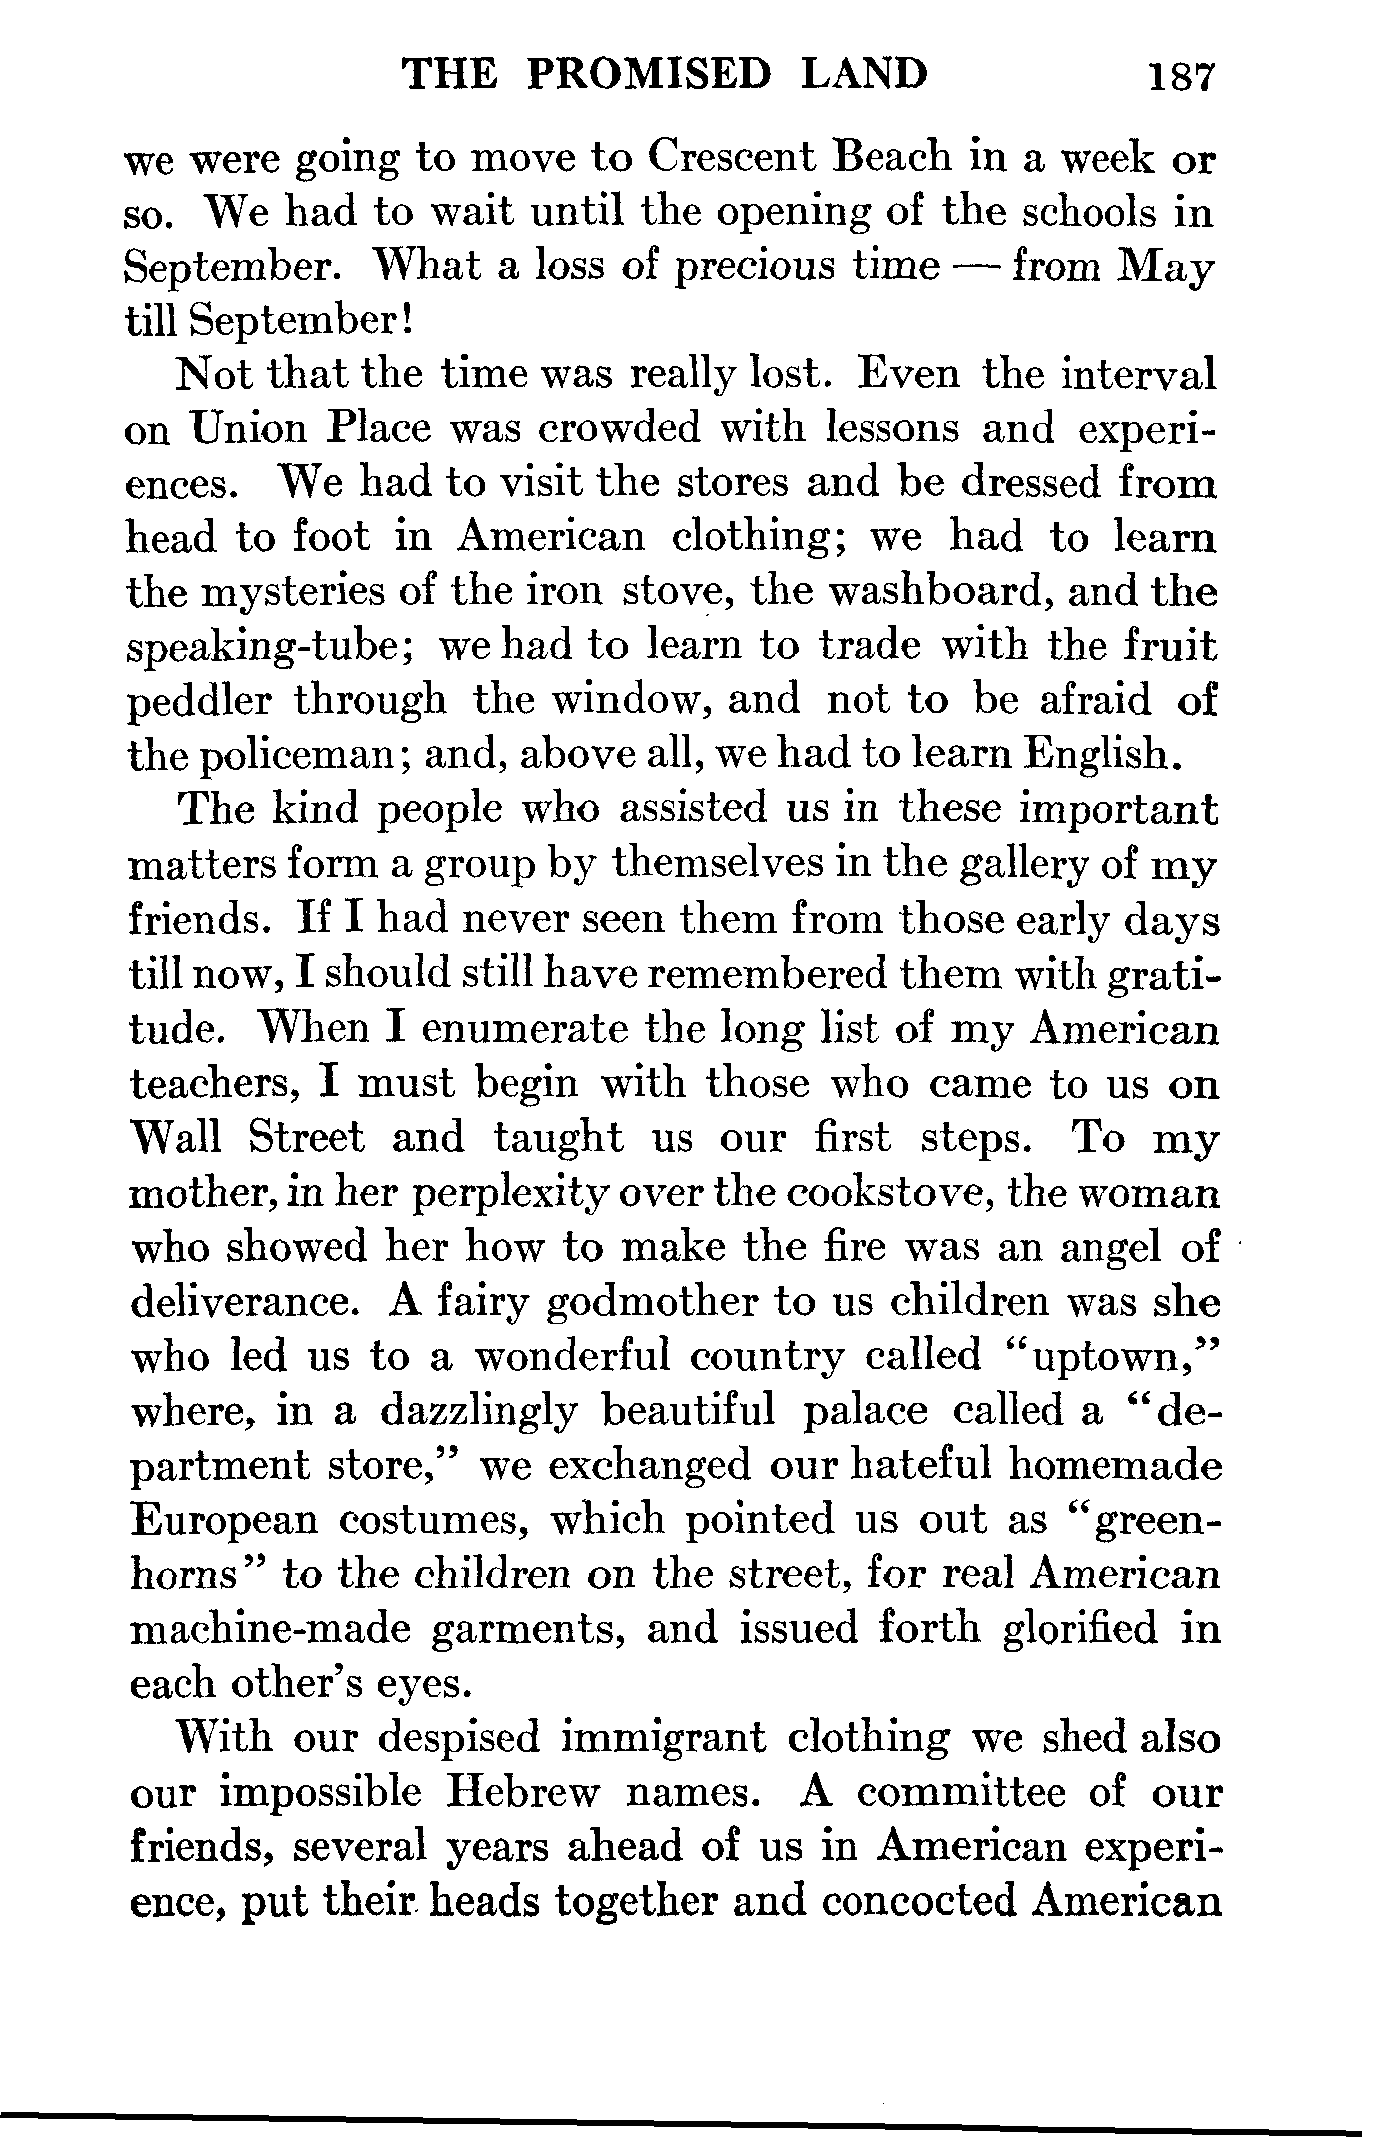 THE PROMISED LAND 187
we were going to move to Crescent Beach in a week or
so. We had to wait until the opening of the schools in
September. What a loss of precious time — from May
till September!
Not that the time was really lost. Even the interval
on Union Place was crowded with lessons and experi-
ences. We had to visit the stores and be dressed from
head to foot in American clothing; we had to learn
the mysteries of the iron stove, the washboard, and the
speaking-tube; we had to learn to trade with the fruit
peddler through the window, and not to be afraid of
the policeman; and, above all, we had to learn English.
The kind people who assisted us in these important
matters form a group by themselves in the gallery of my
friends. If I had never seen them from those early days
till now, I should still have remembered them with grati-
tude. When I enumerate the long list of my American
teachers, I must begin with those who came to us on
Wall Street and taught us our first steps. To my
mother, in her perplexity over the cookstove, the woman
who showed her how to make the fire was an angel of
deliverance. A fairy godmother to us children was she
who led us to a wonderful country called "uptown,"
where, in a dazzlingly beautiful palace called a "de-
partment store," we exchanged our hateful homemade
European costumes, which pointed us out as "green-
horns" to the children on the street, for real American
machine-made garments, and issued forth glorified in
each other's eyes.
With our despised immigrant clothing we shed also
our impossible Hebrew names. A committee of our
friends, several years ahead of us in American experi-
ence, put their heads together and concocted American